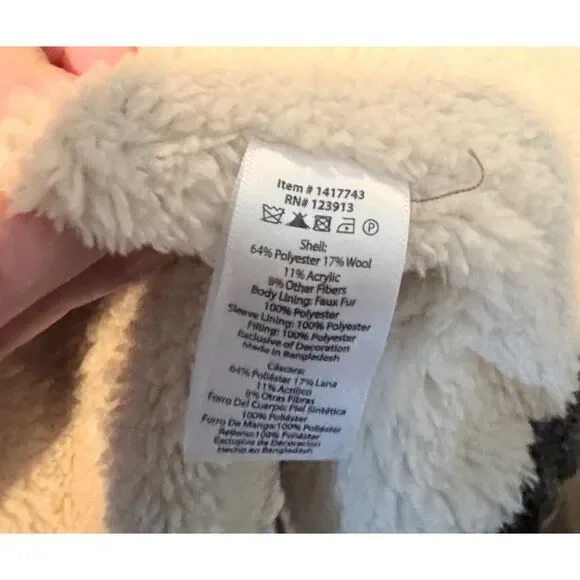 Item # 1417743
RN# 123913
P
Shell:
64% Polyester 17% Wool
11% Acrylic
8% Other Fibers
Body Lining: Faux Fur
100% Polyester
Sleeve Lining: 100% Polyester
Filling: 100% Polyester
Exclusive of Decoration
Made in Bangladesh
Cáscara:
64% Poliéster 17% Lana
11% Acrílico
8% Otras Fibras
Forro Del Cuerpo: Piel Sintética
100% Poliéster
Forro De Manga: 100% Poliéster
Relleno: 100% Poliéster
Exclusiva de Decoración
Hecho en Bangladesh